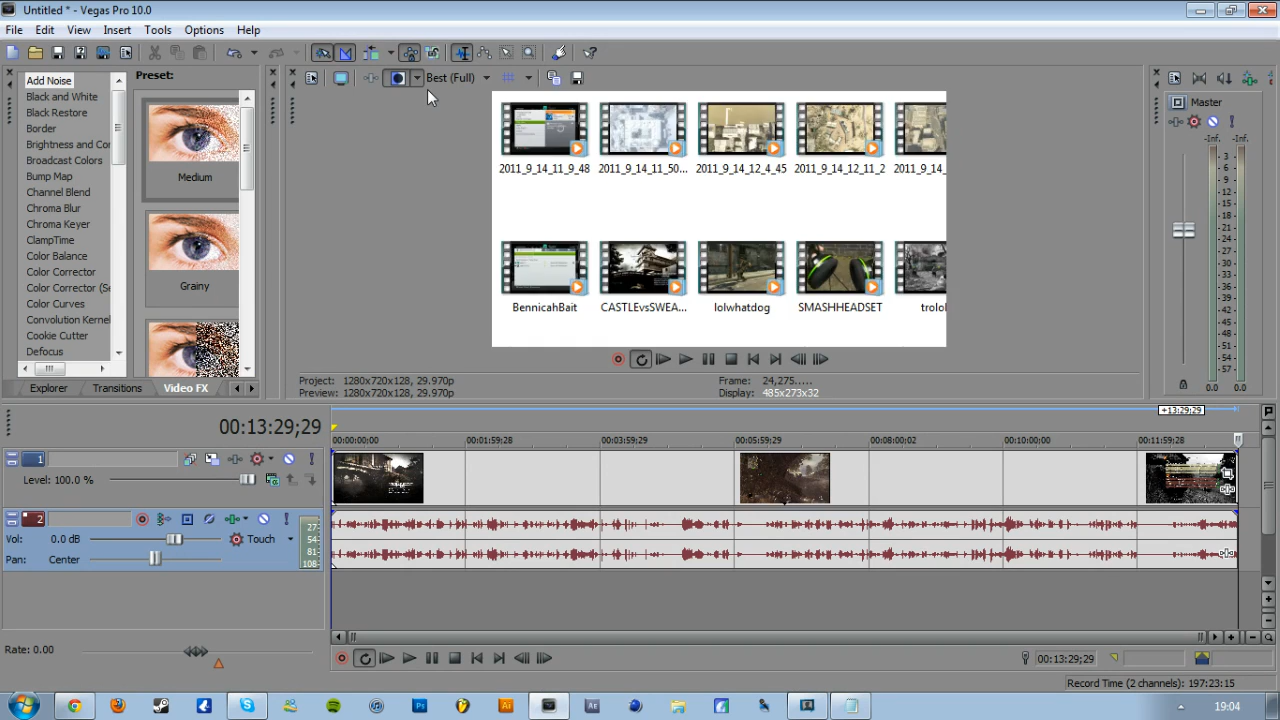 Untitled * - Vegas Pro 10.0
File Edit View Insert Tools Options Help
Add Noise
Black and White
Black Restore
Border
Brightness and Co
Broadcast Colors
Bump Map
Channel Blend
Chroma Blur
Chroma Keyer
ClampTime
Color Balance
Color Corrector
Color Corrector (Se
Color Curves
Convolution Kerne
Cookie Cutter
Defocus
Preset:
Medium
Grainy
Explorer Transitions Video FX
Best (Full)
2011_9_14_11_9_48 2011_9_14_11_50... 2011_9_14_12_4_45 2011_9_14_12_11_2 2011_9_14_
BennicahBait CASTLEvsSWEA... lolwhatdog SMASHHEADSET trolol
Project: 1280x720x128, 29.970p
Preview: 1280x720x128, 29.970p
Frame: 24,275.....
Display: 485x273x32
Master
-Inf. -Inf.
3
6
9
12
15
18
21
24
27
30
33
36
39
42
45
48
51
54
57
0.0 0.0
+13:29;29
00:13:29;29
00:00:00;00 00:01:59;28 00:03:59;29 00:05:59;29 00:08:00;02 00:10:00;00 00:11:59;28
1
Level: 100.0 %
2
Vol: 0.0 dB Touch
Pan: Center
27
54
81
108
Rate: 0.00
00:13:29;29
Record Time (2 channels): 197:23:15
Ps Ai Ae
19:04